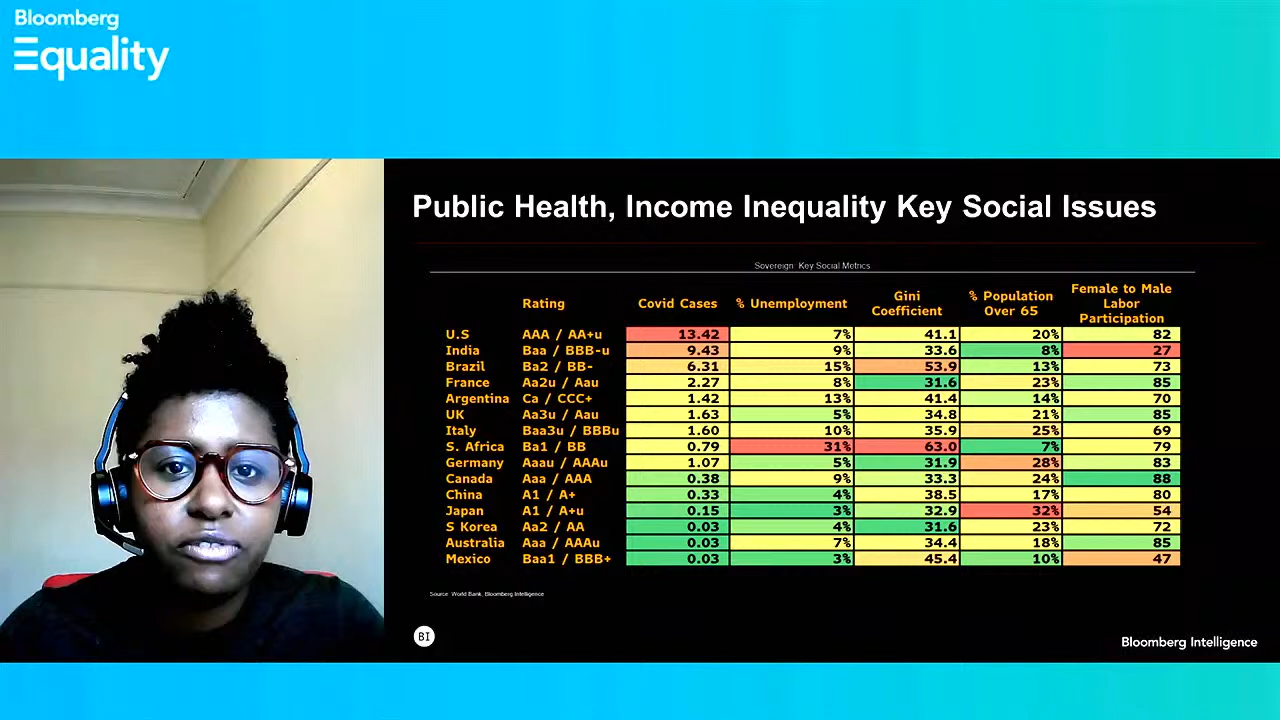 Bloomberg
Equality
Public Health, Income Inequality Key Social Issues
Sovereign: Key Social Metrics
Rating Covid Cases % Unemployment Gini Coefficient % Population Over 65 Female to Male Labor Participation
U.S AAA / AA+u 13.42 7% 41.1 20% 82
India Baa / BBB-u 9.43 9% 33.6 8% 27
Brazil Ba2 / BB- 6.31 15% 53.9 13% 73
France Aa2u / Aau 2.27 8% 31.6 23% 85
Argentina Ca / CCC+ 1.42 13% 41.4 14% 70
UK Aa3u / Aau 1.63 5% 34.8 21% 85
Italy Baa3u / BBBu 1.60 10% 35.9 25% 69
S. Africa Ba1 / BB 0.79 31% 63.0 7% 79
Germany Aaau / AAAu 1.07 5% 31.9 28% 83
Canada Aaa / AAA 0.38 9% 33.3 24% 88
China A1 / A+ 0.33 4% 38.5 17% 80
Japan A1 / A+u 0.15 3% 32.9 32% 54
S Korea Aa2 / AA 0.03 4% 31.6 23% 72
Australia Aaa / AAAu 0.03 7% 34.4 18% 85
Mexico Baa1 / BBB+ 0.03 3% 45.4 10% 47
Source: World Bank, Bloomberg Intelligence
BI
Bloomberg Intelligence